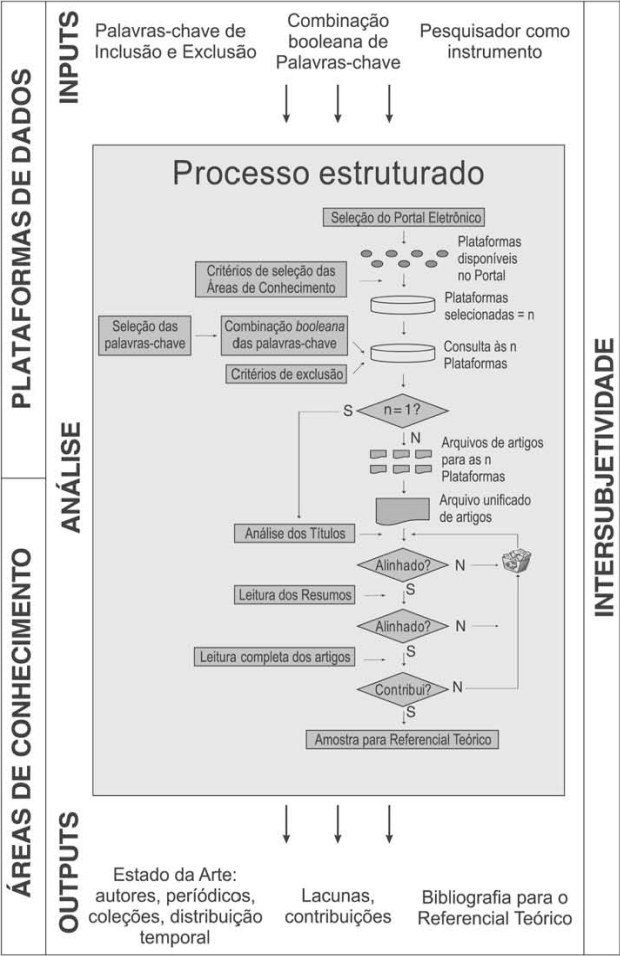 PLATAFORMAS DE DADOS
ÁREAS DE CONHECIMENTO
INPUTS
ANÁLISE
OUTPUTS
INTERSUBJETIVIDADE
Palavras-chave de
Inclusão e Exclusão
Combinação
booleana de
Palavras-chave
Pesquisador como
instrumento
Processo estruturado
Seleção do Portal Eletrônico
Plataformas
disponíveis
no Portal
Critérios de seleção das
Áreas de Conhecimento
Plataformas
selecionadas = n
Seleção das
palavras-chave
Combinação booleana
das palavras-chave
Critérios de exclusão
Consulta às n
Plataformas
S
n=1?
N
Arquivos de artigos
para as n
Plataformas
Arquivo unificado
de artigos
Análise dos Títulos
Alinhado?
N
S
Leitura dos Resumos
Alinhado?
N
S
Leitura completa dos artigos
Contribui?
N
S
Amostra para Referencial Teórico
Estado da Arte:
autores, períódicos,
coleções, distribuição
temporal
Lacunas,
contribuições
Bibliografia para o
Referencial Teórico